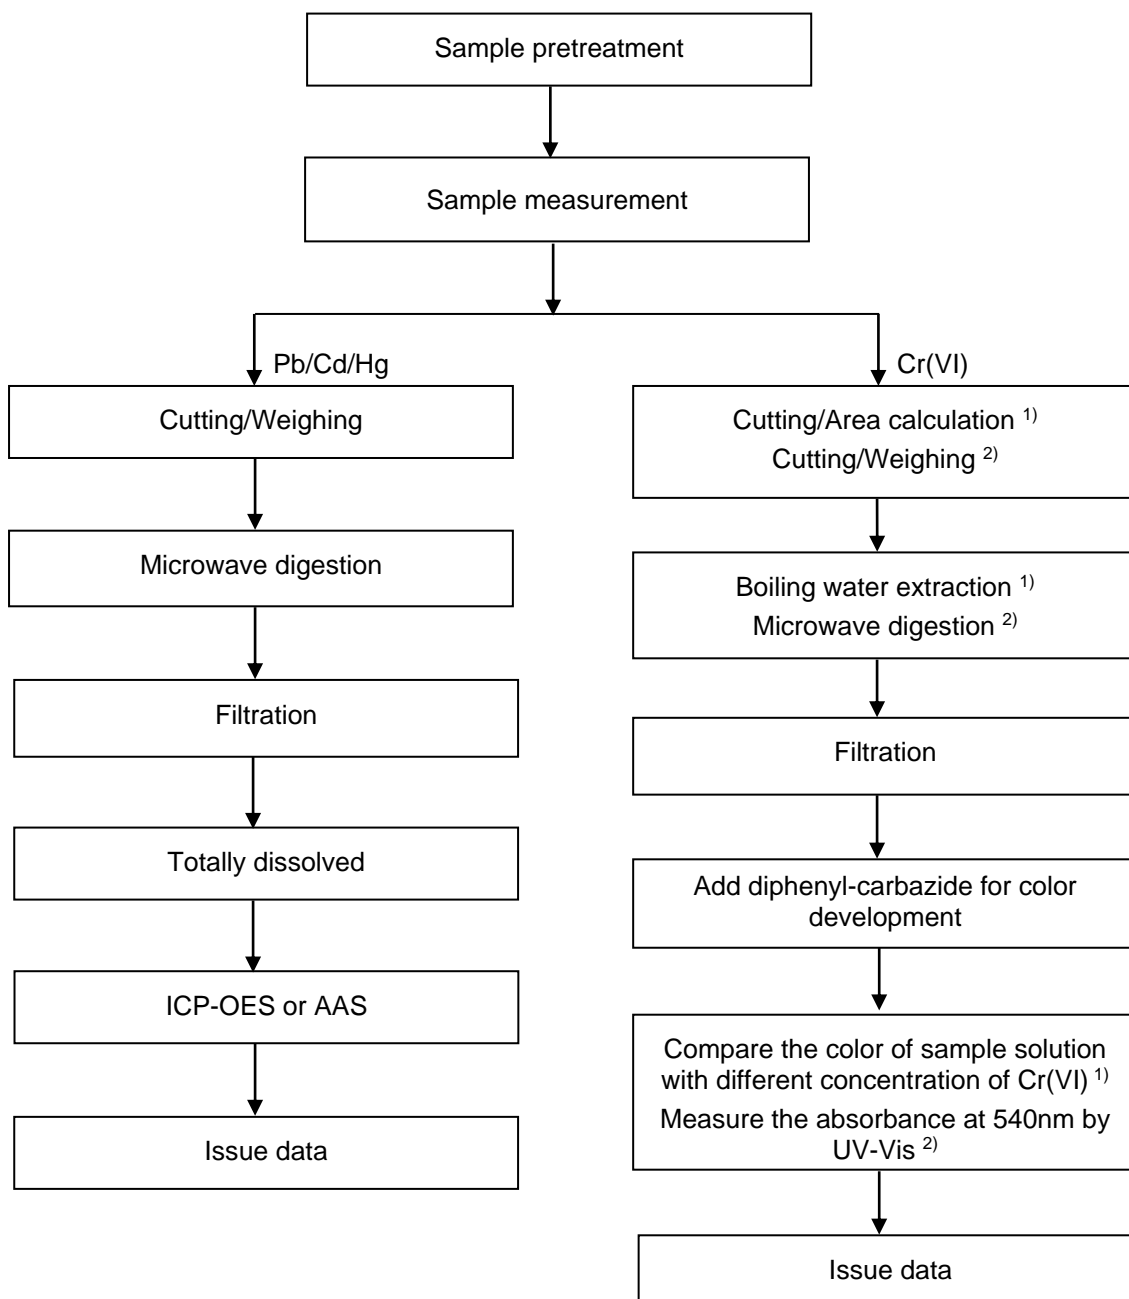 Sample pretreatment
Sample measurement
Pb/Cd/Hg
Cutting/Weighing
Microwave digestion
Filtration
Totally dissolved
ICP-OES or AAS
Issue data
Cr(VI)
Cutting/Area calculation 1)
Cutting/Weighing 2)
Boiling water extraction 1)
Microwave digestion 2)
Filtration
Add diphenyl-carbazide for color
development
Compare the color of sample solution
with different concentration of Cr(VI) 1)
Measure the absorbance at 540nm by
UV-Vis 2)
Issue data